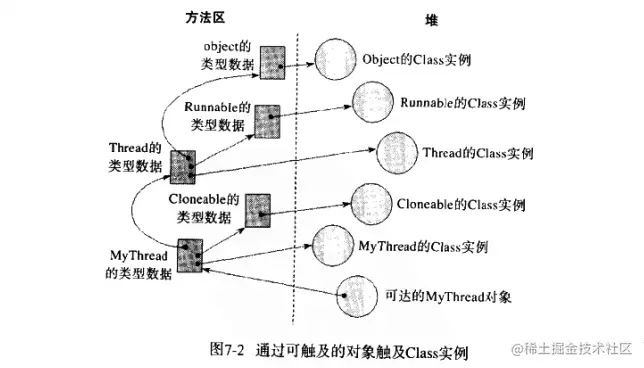 方法区
堆
object的
类型数据
Object的Class实例
Runnable的
类型数据
Runnable的Class实例
Thread的
类型数据
Thread的Class实例
Cloneable的
类型数据
Cloneable的Class实例
MyThread
的类型数据
MyThread的Class实例
可达的MyThread对象
图7-2 通过可触及的对象触及Class实例
@稀土掘金技术社区